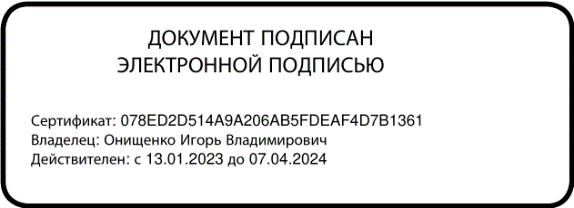 ДОКУМЕНТ ПОДПИСАН
ЭЛЕКТРОННОЙ ПОДПИСЬЮ
Сертификат: 078ED2D514A9A206AB5FDEAF4D7B1361
Владелец: Онищенко Игорь Владимирович
Действителен: с 13.01.2023 до 07.04.2024